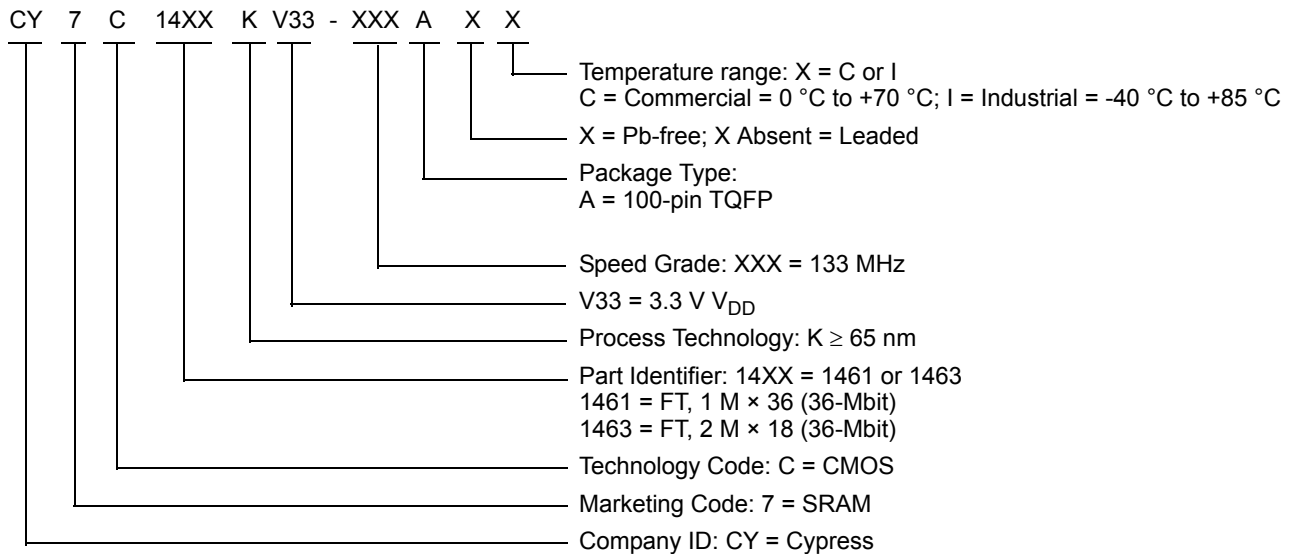 CY 7 C 14XX K V33 - XXX A X X
Temperature range: X = C or I
C = Commercial = 0 °C to +70 °C; I = Industrial = -40 °C to +85 °C
X = Pb-free; X Absent = Leaded
Package Type:
A = 100-pin TQFP
Speed Grade: XXX = 133 MHz
V33 = 3.3 V VDD
Process Technology: K ≥ 65 nm
Part Identifier: 14XX = 1461 or 1463
1461 = FT, 1 M × 36 (36-Mbit)
1463 = FT, 2 M × 18 (36-Mbit)
Technology Code: C = CMOS
Marketing Code: 7 = SRAM
Company ID: CY = Cypress